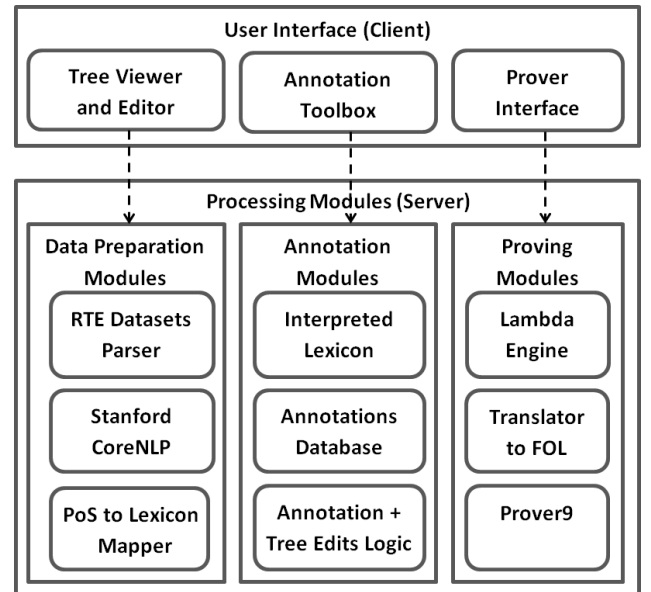 User Interface (Client)
Tree Viewer
and Editor
Annotation
Toolbox
Prover
Interface
Processing Modules (Server)
Data Preparation
Modules
RTE Datasets
Parser
Stanford
CoreNLP
PoS to Lexicon
Mapper
Annotation
Modules
Interpreted
Lexicon
Annotations
Database
Annotation +
Tree Edits Logic
Proving
Modules
Lambda
Engine
Translator
to FOL
Prover9